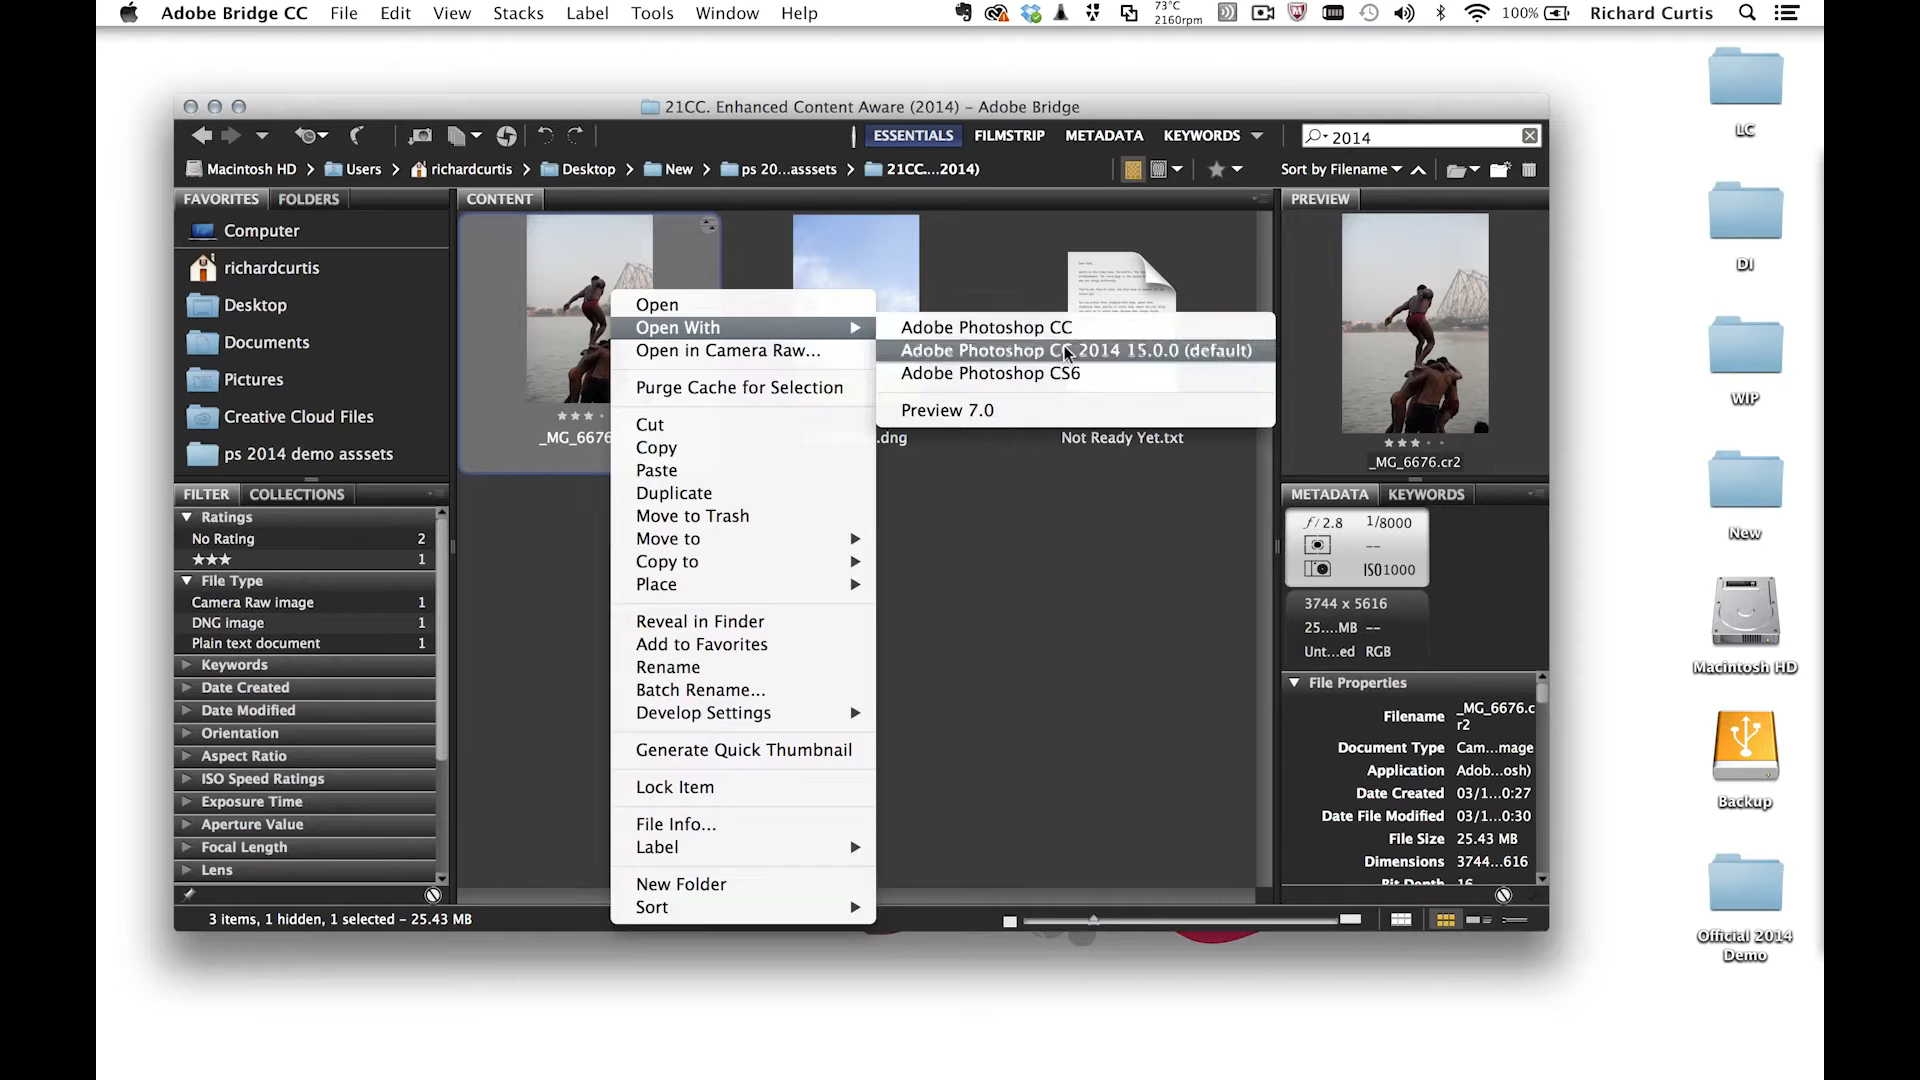 Adobe Bridge CC File Edit View Stacks Label Tools Window Help 73°C 2160rpm 100% Richard Curtis
21CC. Enhanced Content Aware (2014) – Adobe Bridge
ESSENTIALS FILMSTRIP METADATA KEYWORDS 2014
Macintosh HD Users richardcurtis Desktop New ps 20...asssets 21CC...2014) Sort by Filename
FAVORITES FOLDERS
Computer
richardcurtis
Desktop
Documents
Pictures
Creative Cloud Files
ps 2014 demo asssets
FILTER COLLECTIONS
Ratings
No Rating 2
★★★ 1
File Type
Camera Raw image 1
DNG image 1
Plain text document 1
Keywords
Date Created
Date Modified
Orientation
Aspect Ratio
ISO Speed Ratings
Exposure Time
Aperture Value
Focal Length
Lens
3 items, 1 hidden, 1 selected – 25.43 MB
CONTENT
_MG_6676
.dng
Not Ready Yet.txt
Open
Open With
Open in Camera Raw...
Purge Cache for Selection
Cut
Copy
Paste
Duplicate
Move to Trash
Move to
Copy to
Place
Reveal in Finder
Add to Favorites
Rename
Batch Rename...
Develop Settings
Generate Quick Thumbnail
Lock Item
File Info...
Label
New Folder
Sort
Adobe Photoshop CC
Adobe Photoshop CC 2014 15.0.0 (default)
Adobe Photoshop CS6
Preview 7.0
PREVIEW
_MG_6676.cr2
METADATA KEYWORDS
f/ 2.8 1/8000
--
ISO1000
3744 x 5616
25....MB --
Unt...ed RGB
File Properties
Filename _MG_6676.c
r2
Document Type Cam...mage
Application Adob...osh)
Date Created 03/1...0:27
Date File Modified 03/1...0:30
File Size 25.43 MB
Dimensions 3744...616
Bit Depth 16
LC
DI
WIP
New
Macintosh HD
Backup
Official 2014
Demo